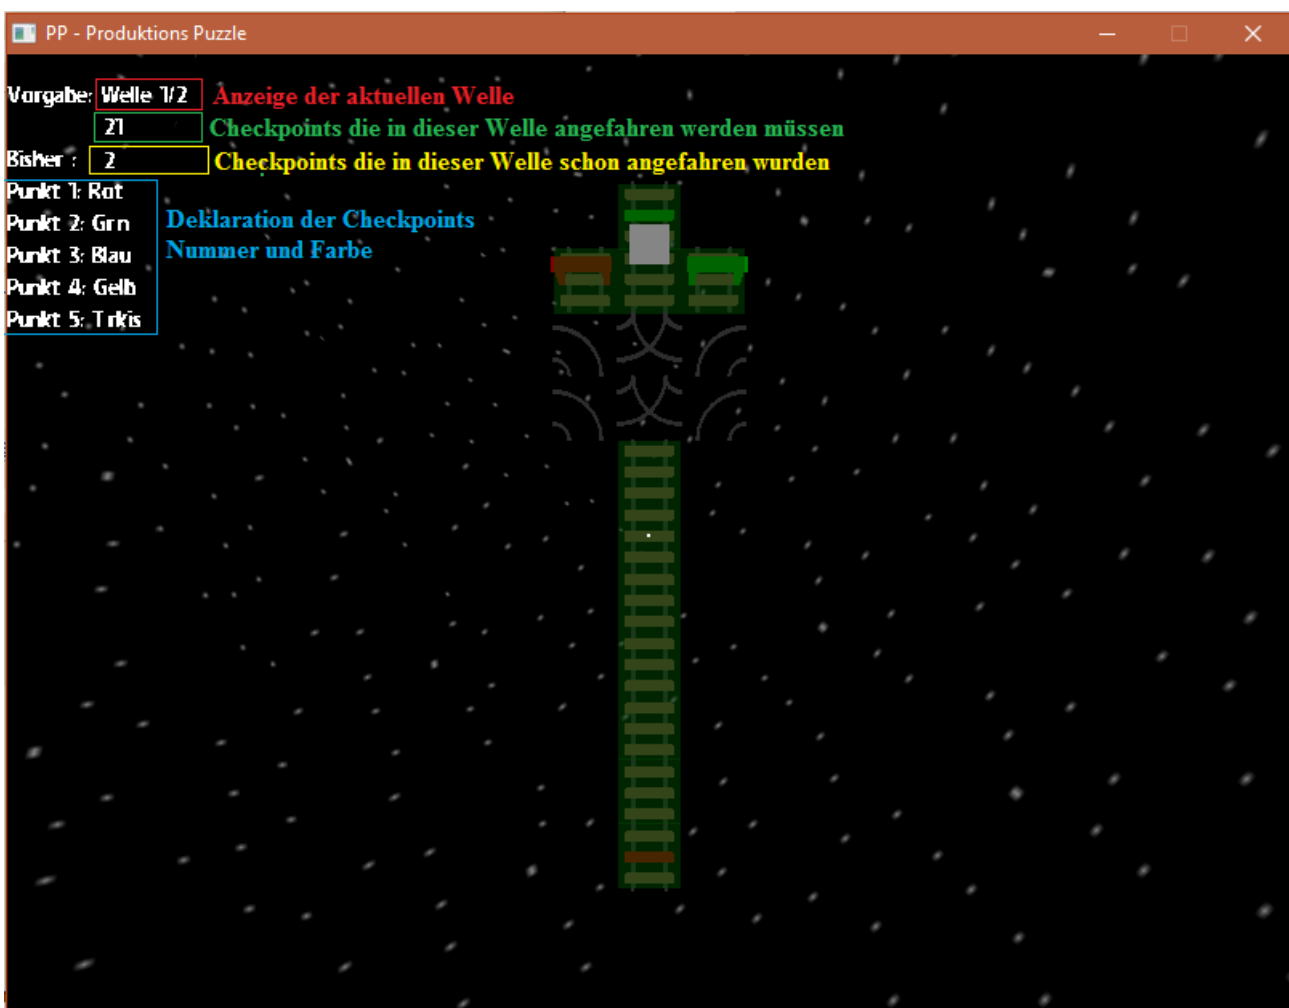 PP - Produktions Puzzle
Vorgabe: Welle 1/2 Anzeige der aktuellen Welle
21 Checkpoints die in dieser Welle angefahren werden müssen
Bisher : 2 Checkpoints die in dieser Welle schon angefahren wurden
Punkt 1: Rot
Punkt 2: Grn
Deklaration der Checkpoints
Punkt 3: Blau
Nummer und Farbe
Punkt 4: Gelb
Punkt 5: Trkis